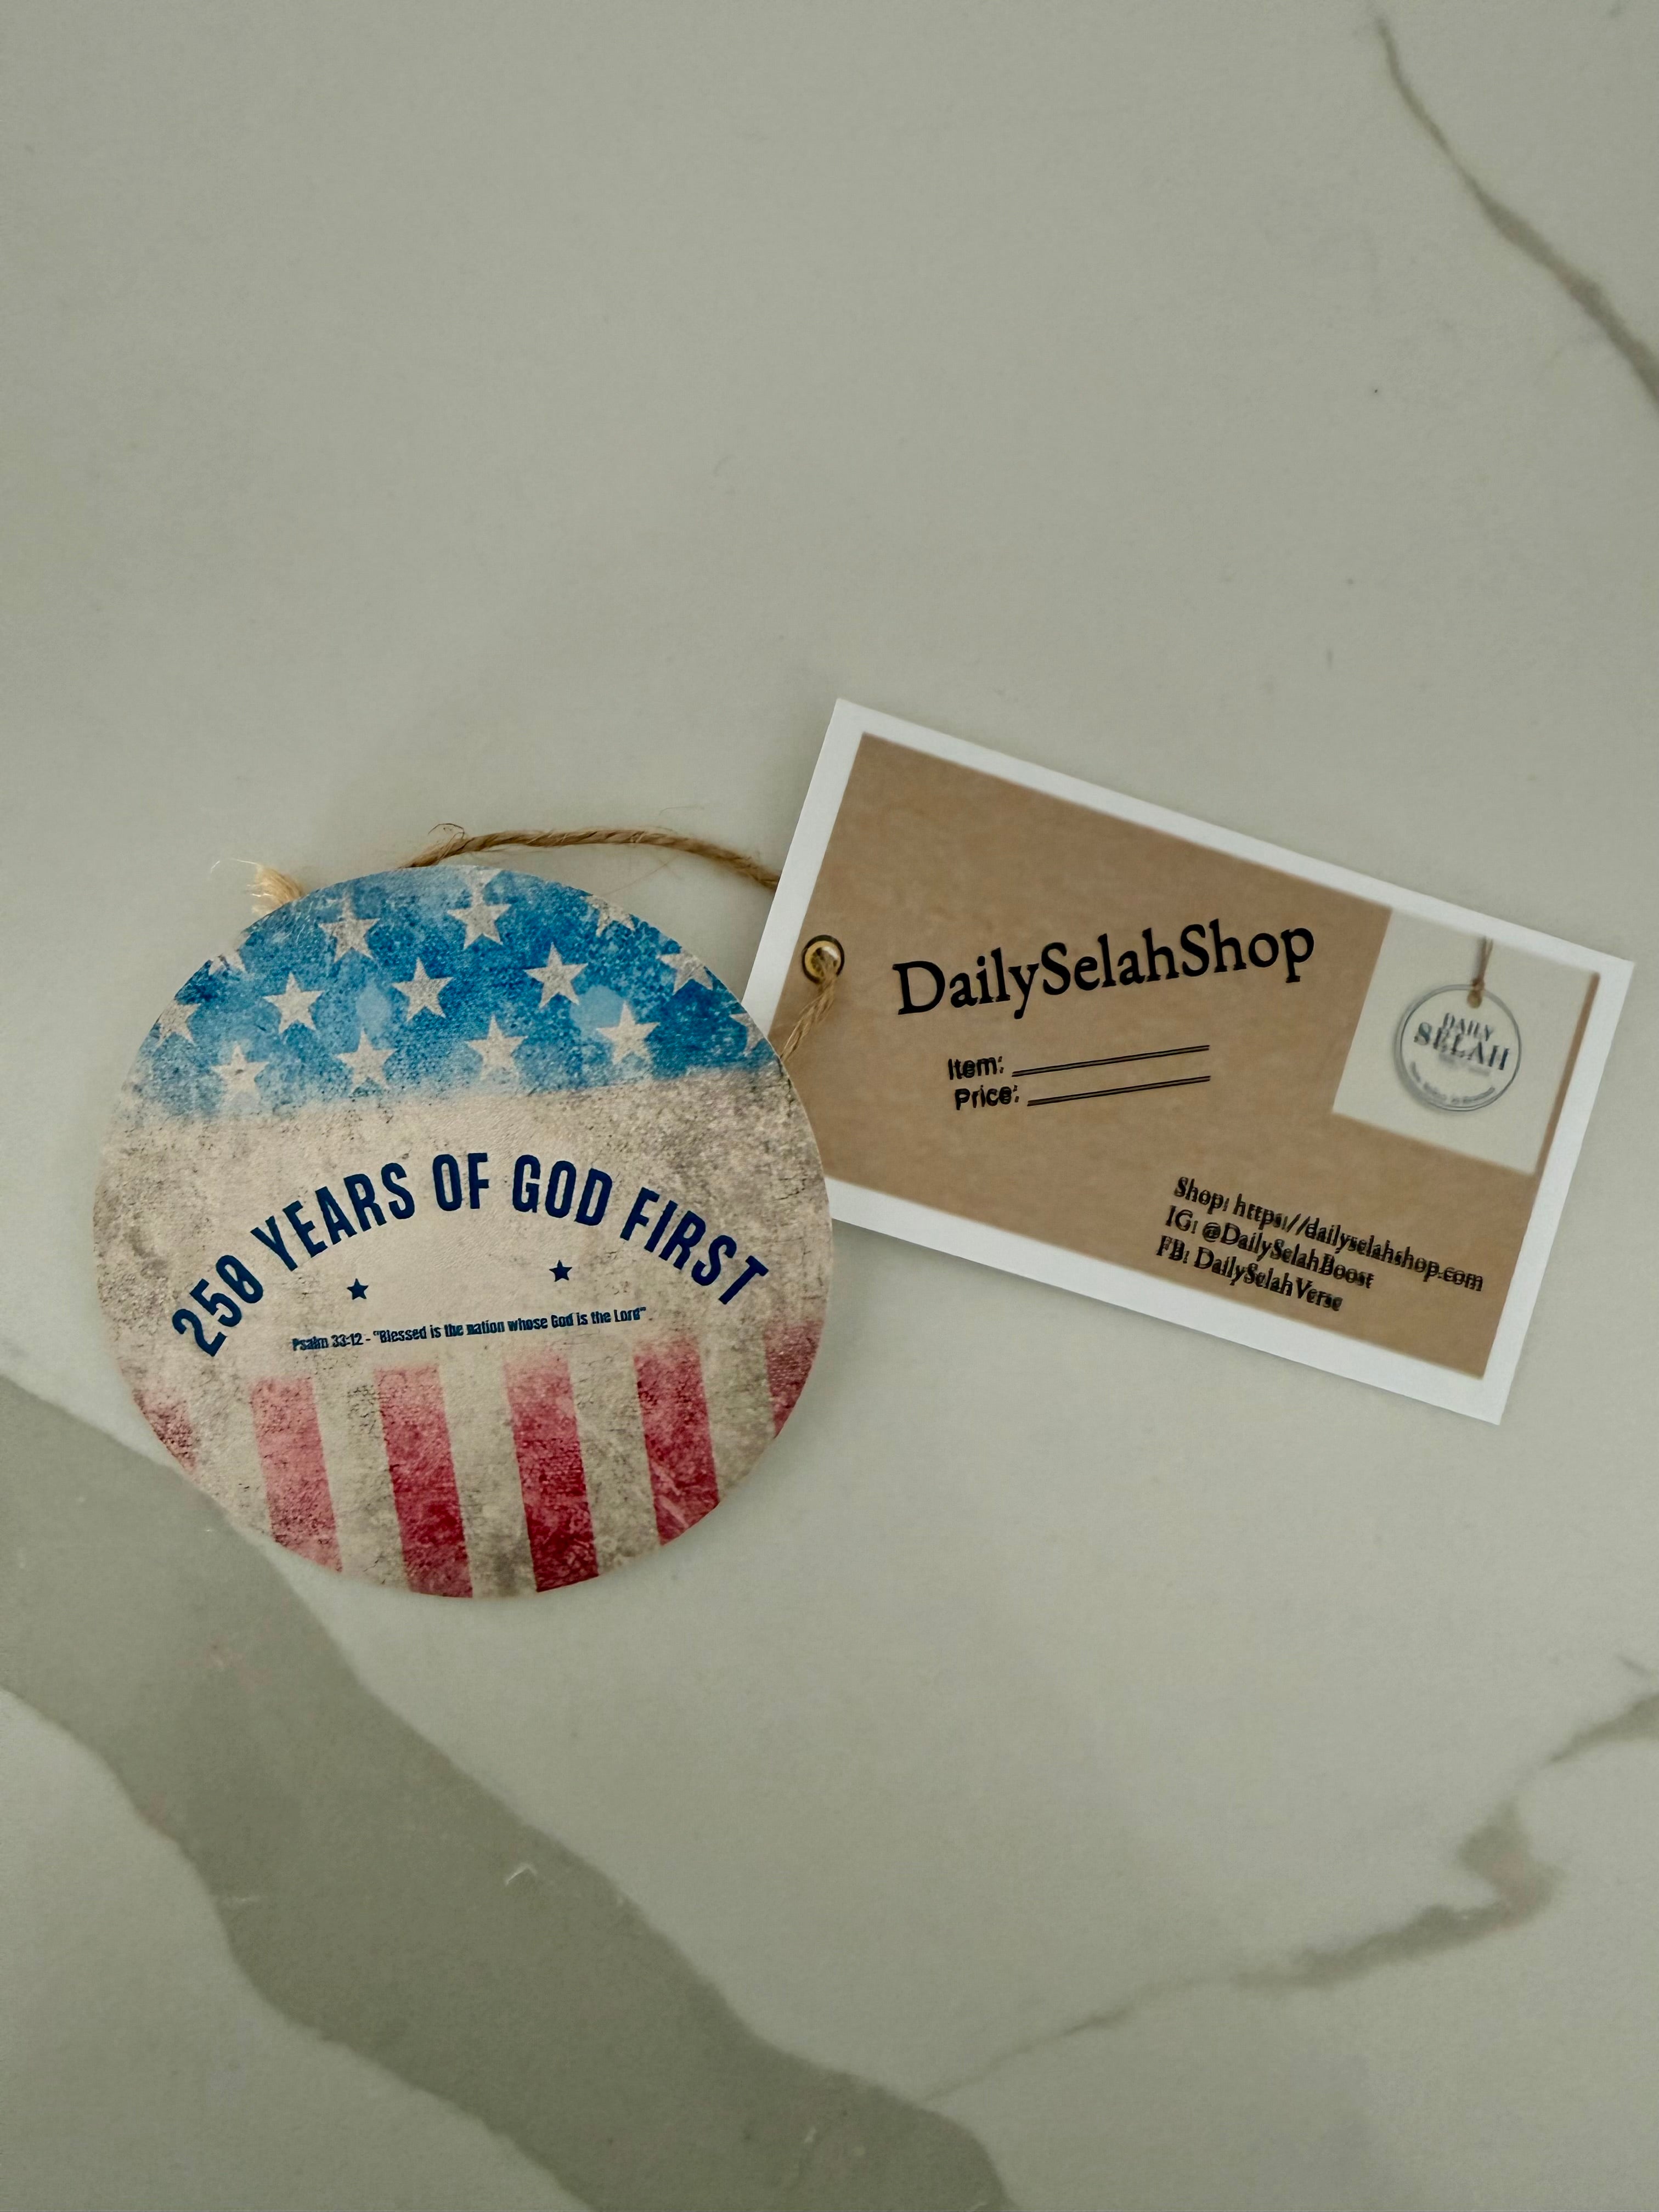 250 YEARS OF GOD FIRST
Psalm 33:12 - "Blessed is the nation whose God is the Lord"
DailySelahShop
Item:
Price:
DAILY
SELAH
Shop: https://dailyselahshop.com
IG: @DailySelahBoost
FB: DailySelahVerse